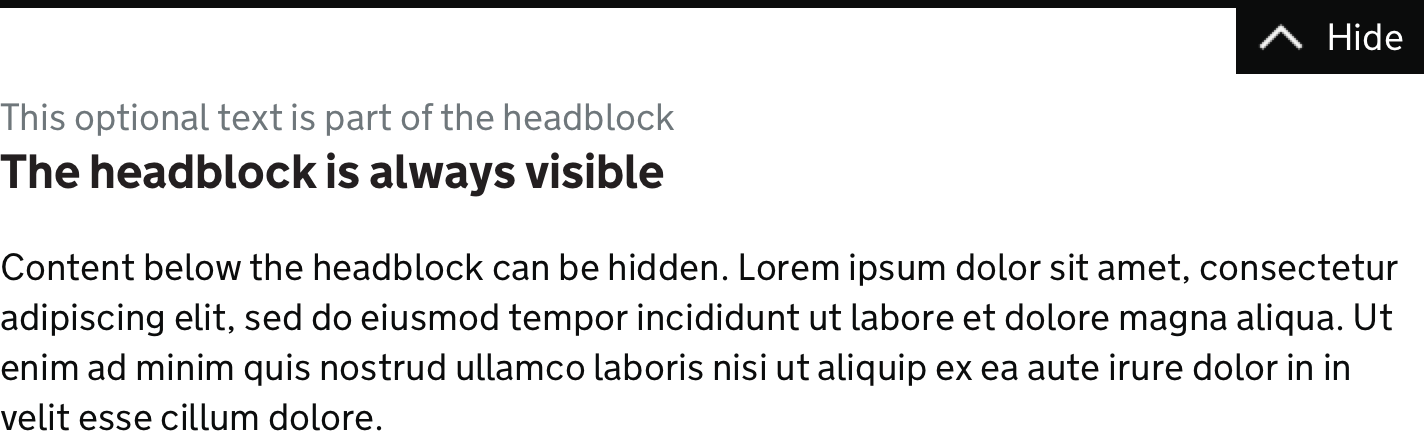 Hide
This optional text is part of the headblock
The headblock is always visible
Content below the headblock can be hidden. Lorem ipsum dolor sit amet, consectetur
adipiscing elit, sed do eiusmod tempor incididunt ut labore et dolore magna aliqua. Ut
enim ad minim quis nostrud ullamco laboris nisi ut aliquip ex ea aute irure dolor in in
velit esse cillum dolore.